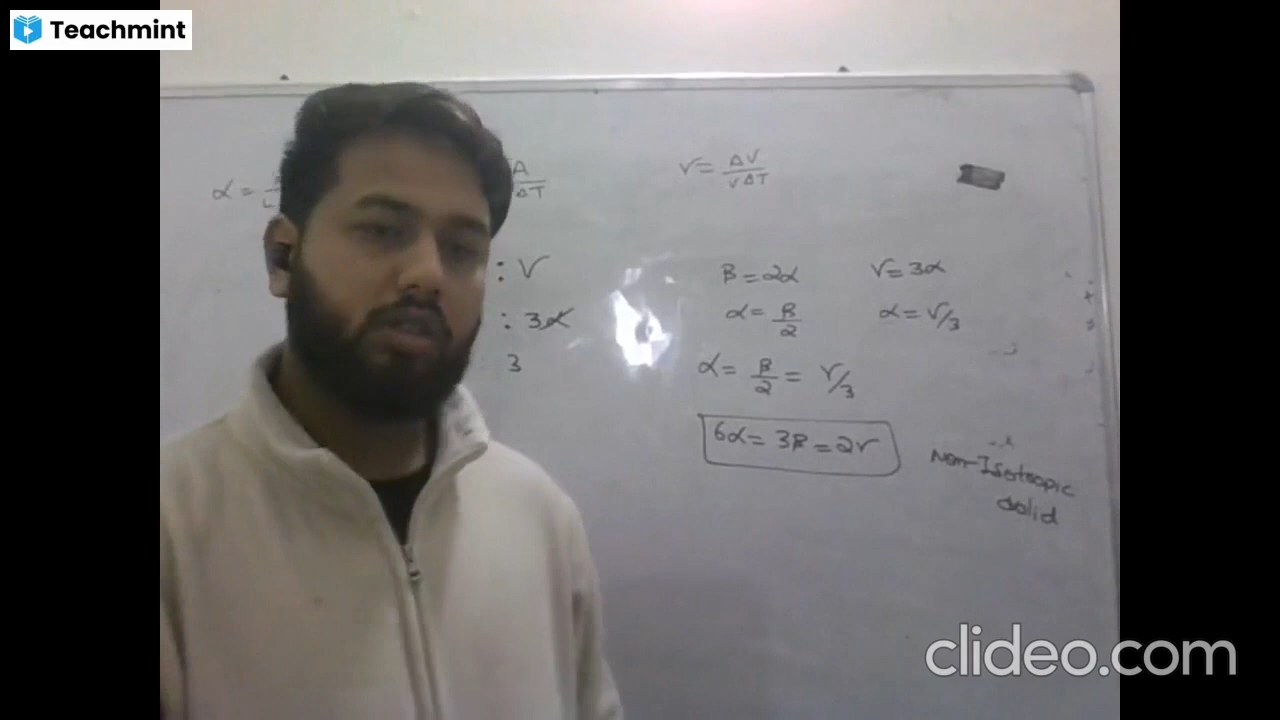 Teachmint
α =
A
ΔT
γ = ΔV / VΔT
: γ
: 3α
3
β = 2α
γ = 3α
α = β/2
α = γ/3
α = β/2 = γ/3
6α = 3β = 2γ
Non-Isotropic
solid
clideo.com